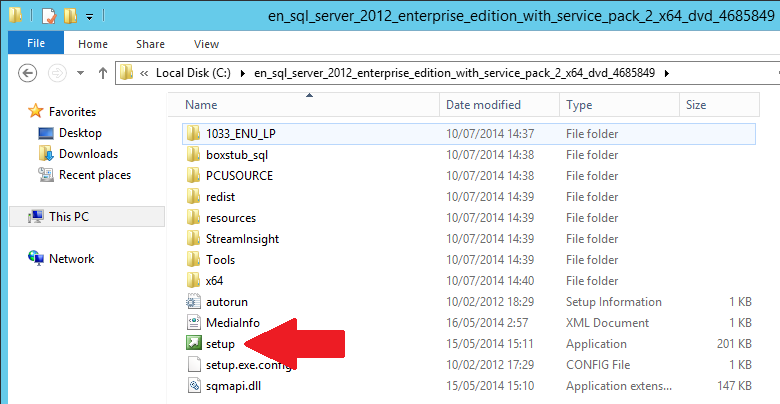 en_sql_server_2012_enterprise_edition_with_service_pack_2_x64_dvd_4685849
File Home Share View
« Local Disk (C:) ▸ en_sql_server_2012_enterprise_edition_with_service_pack_2_x64_dvd_4685849 ▸
Name Date modified Type Size
Favorites
Desktop
Downloads
Recent places
This PC
Network
1033_ENU_LP 10/07/2014 14:37 File folder
boxstub_sql 10/07/2014 14:38 File folder
PCUSOURCE 10/07/2014 14:38 File folder
redist 10/07/2014 14:39 File folder
resources 10/07/2014 14:39 File folder
StreamInsight 10/07/2014 14:39 File folder
Tools 10/07/2014 14:39 File folder
x64 10/07/2014 14:40 File folder
autorun 10/02/2012 18:29 Setup Information 1 KB
MediaInfo 16/05/2014 2:57 XML Document 1 KB
setup 15/05/2014 15:11 Application 201 KB
setup.exe.config 10/02/2012 17:29 CONFIG File 1 KB
sqmapi.dll 15/05/2014 15:10 Application extens... 147 KB